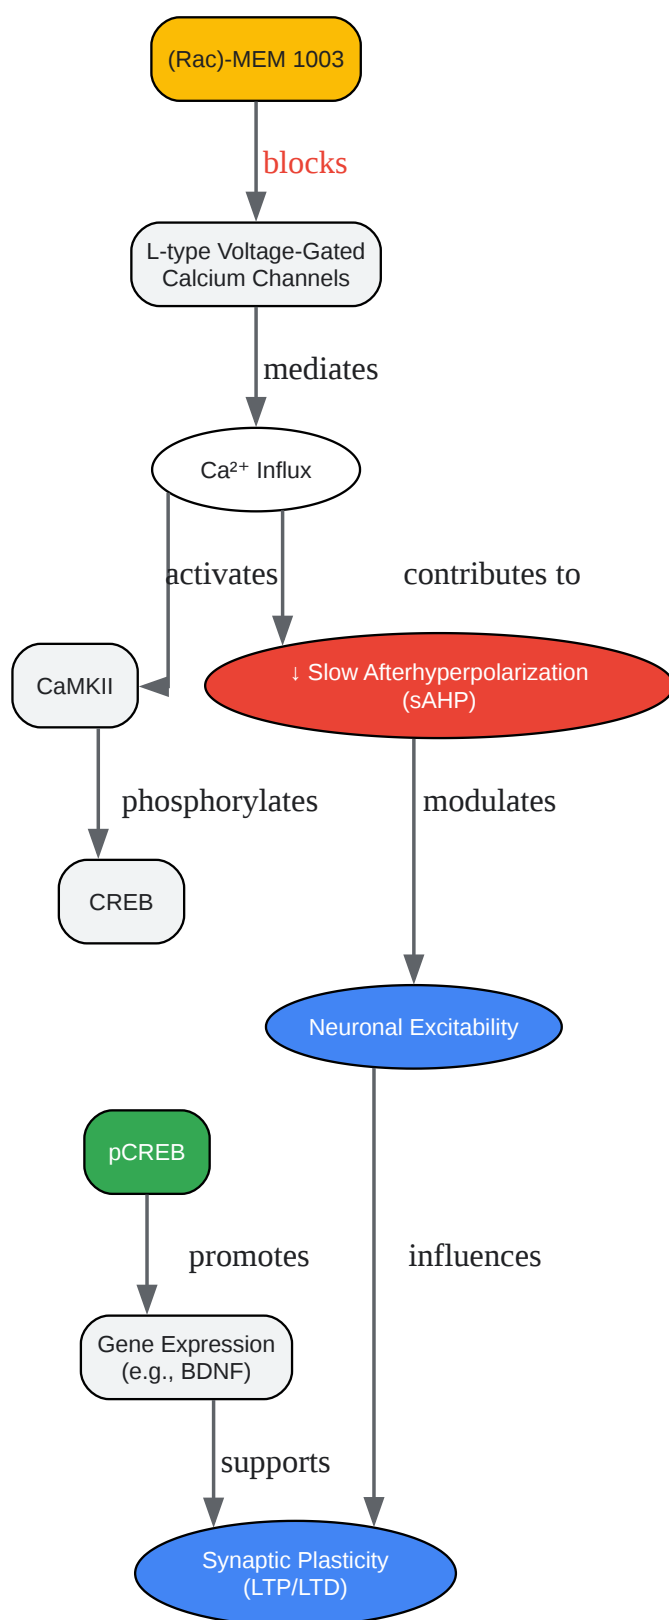 (Rac)-MEM 1003
blocks
L-type Voltage-Gated
Calcium Channels
mediates
Ca²⁺ Influx
activates
contributes to
CaMKII
↓ Slow Afterhyperpolarization
(sAHP)
phosphorylates
modulates
CREB
Neuronal Excitability
pCREB
promotes
influences
Gene Expression
(e.g., BDNF)
supports
Synaptic Plasticity
(LTP/LTD)